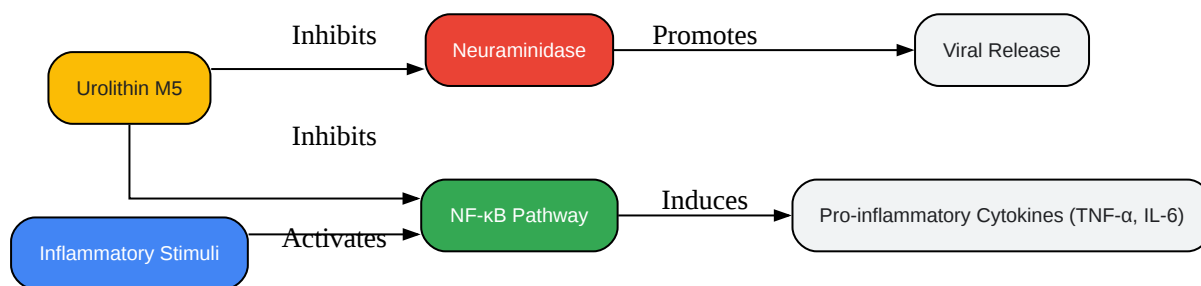 Inhibits
Neuraminidase
Promotes
Viral Release
Urolithin M5
Inhibits
NF-κB Pathway
Induces
Pro-inflammatory Cytokines (TNF-α, IL-6)
Inflammatory Stimuli
Activates